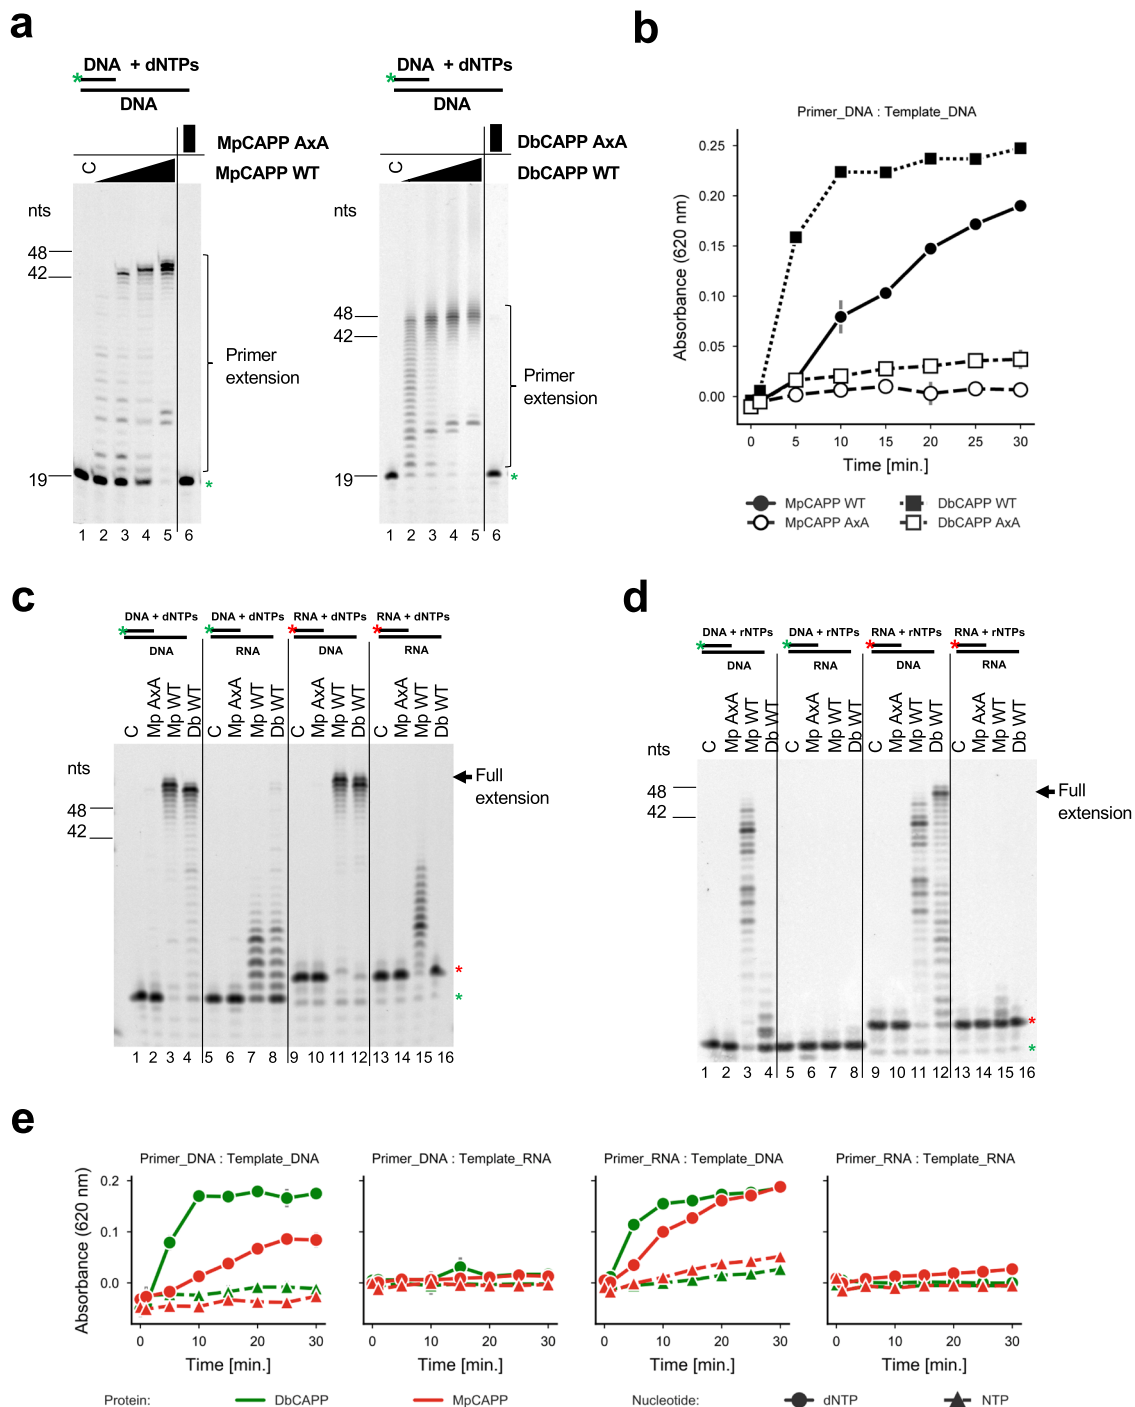 a
DNA + dNTPs
*
DNA
MpCAPP AxA
C
MpCAPP WT
nts
48
42
Primer
extension
19
*
1 2 3 4 5 6
DNA + dNTPs
*
DNA
DbCAPP AxA
C
DbCAPP WT
nts
48
42
Primer
extension
19
*
1 2 3 4 5 6
b
Primer_DNA : Template_DNA
Absorbance (620 nm)
0.25
0.20
0.15
0.10
0.05
0.00
0 5 10 15 20 25 30
Time [min.]
MpCAPP WT DbCAPP WT
MpCAPP AxA DbCAPP AxA
c
DNA + dNTPs DNA + dNTPs RNA + dNTPs RNA + dNTPs
* * * *
DNA RNA DNA RNA
C Mp AxA Mp WT Db WT C Mp AxA Mp WT Db WT C Mp AxA Mp WT Db WT C Mp AxA Mp WT Db WT
nts
Full
extension
48
42
*
*
1 2 3 4 5 6 7 8 9 10 11 12 13 14 15 16
d
DNA + rNTPs DNA + rNTPs RNA + rNTPs RNA + rNTPs
* * * *
DNA RNA DNA RNA
C Mp AxA Mp WT Db WT C Mp AxA Mp WT Db WT C Mp AxA Mp WT Db WT C Mp AxA Mp WT Db WT
nts
48
42
Full
extension
*
*
1 2 3 4 5 6 7 8 9 10 11 12 13 14 15 16
e
Primer_DNA : Template_DNA Primer_DNA : Template_RNA Primer_RNA : Template_DNA Primer_RNA : Template_RNA
Absorbance (620 nm)
0.2
0.1
0.0
0 10 20 30 0 10 20 30 0 10 20 30 0 10 20 30
Time [min.] Time [min.] Time [min.] Time [min.]
Protein: DbCAPP MpCAPP Nucleotide: dNTP NTP